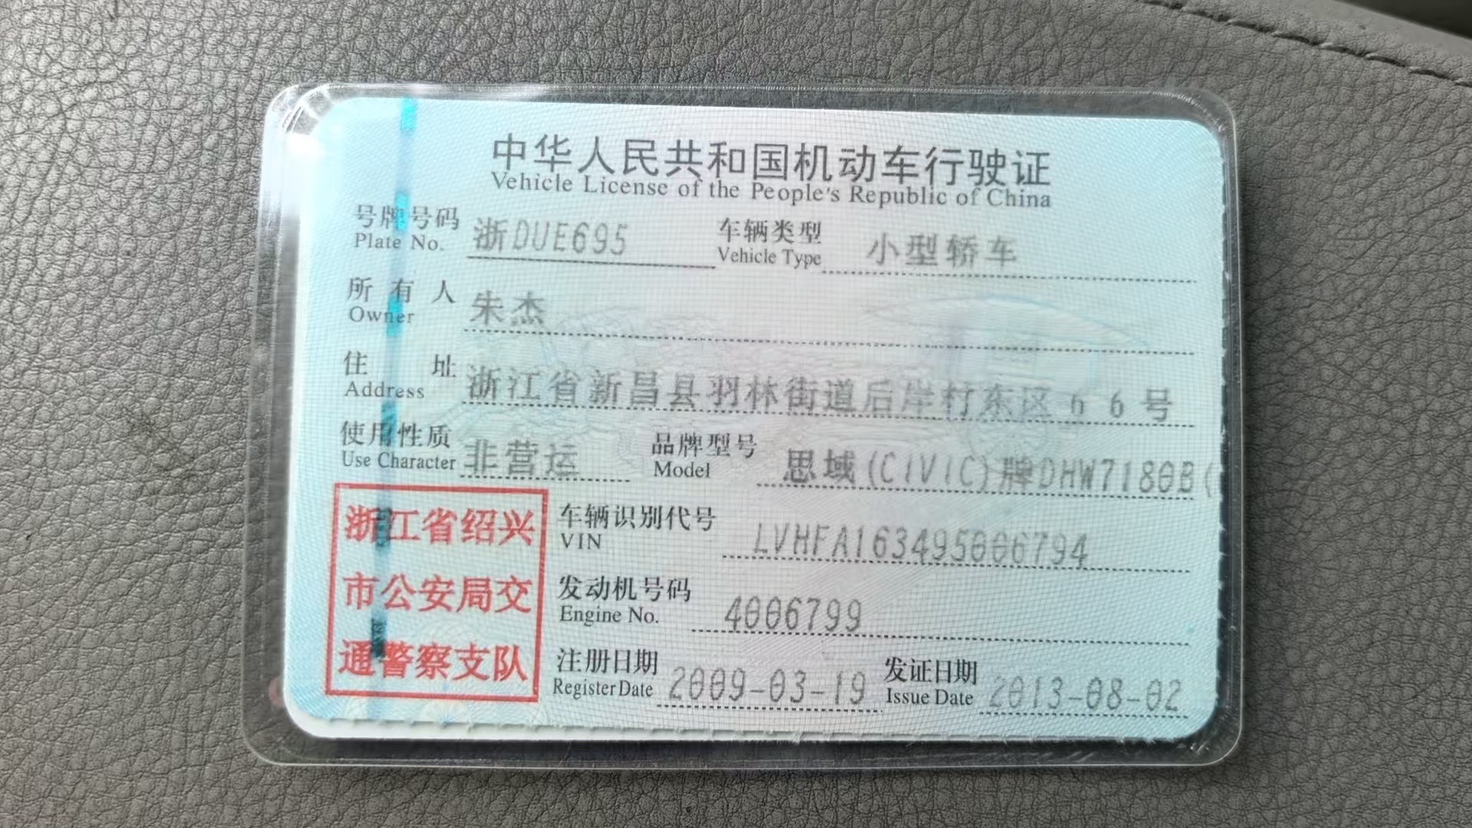 中华人民共和国机动车行驶证
Vehicle License of the People's Republic of China
号牌号码 浙DUE695 车辆类型 小型轿车
Plate No. Vehicle Type
所有人 朱杰
Owner
住址 浙江省新昌县羽林街道后岸村东区66号
Address
使用性质 非营运 品牌型号 思域(CIVIC)牌DHW7180B(
Use Character Model
浙江省绍兴
市公安局交
通警察支队
车辆识别代号 LVHFA163495006794
VIN
发动机号码 4006799
Engine No.
注册日期 2009-03-19 发证日期 2013-08-02
Register Date Issue Date